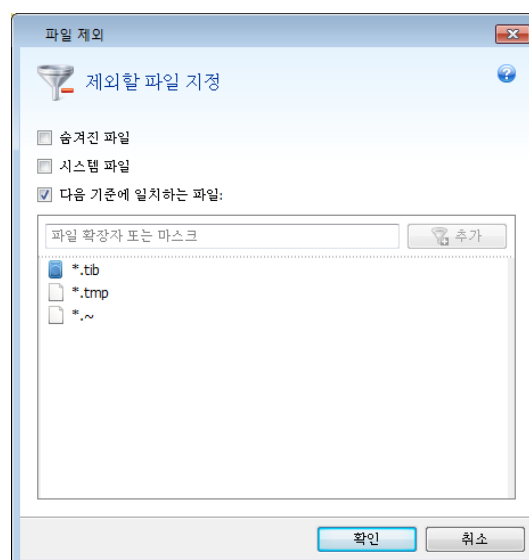 파일 제외
제외할 파일 지정
숨겨진 파일
시스템 파일
다음 기준에 일치하는 파일:
파일 확장자 또는 마스크 추가
*.tib
*.tmp
*.~
확인 취소